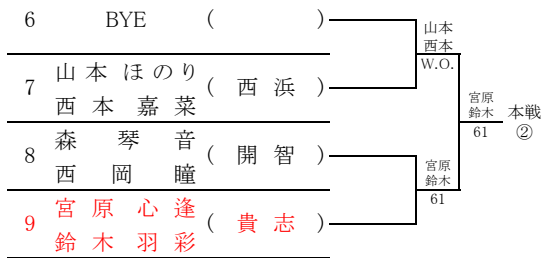 6 BYE ( )
山本
西本
W.O.
7 山本 ほのり ( 西浜 )
西本 嘉菜
宮原
鈴木
61
本戦
②
8 森 琴音 ( 開智 )
西岡 瞳
宮原
鈴木
61
9 宮原 心逢 ( 貴志 )
鈴木 羽彩